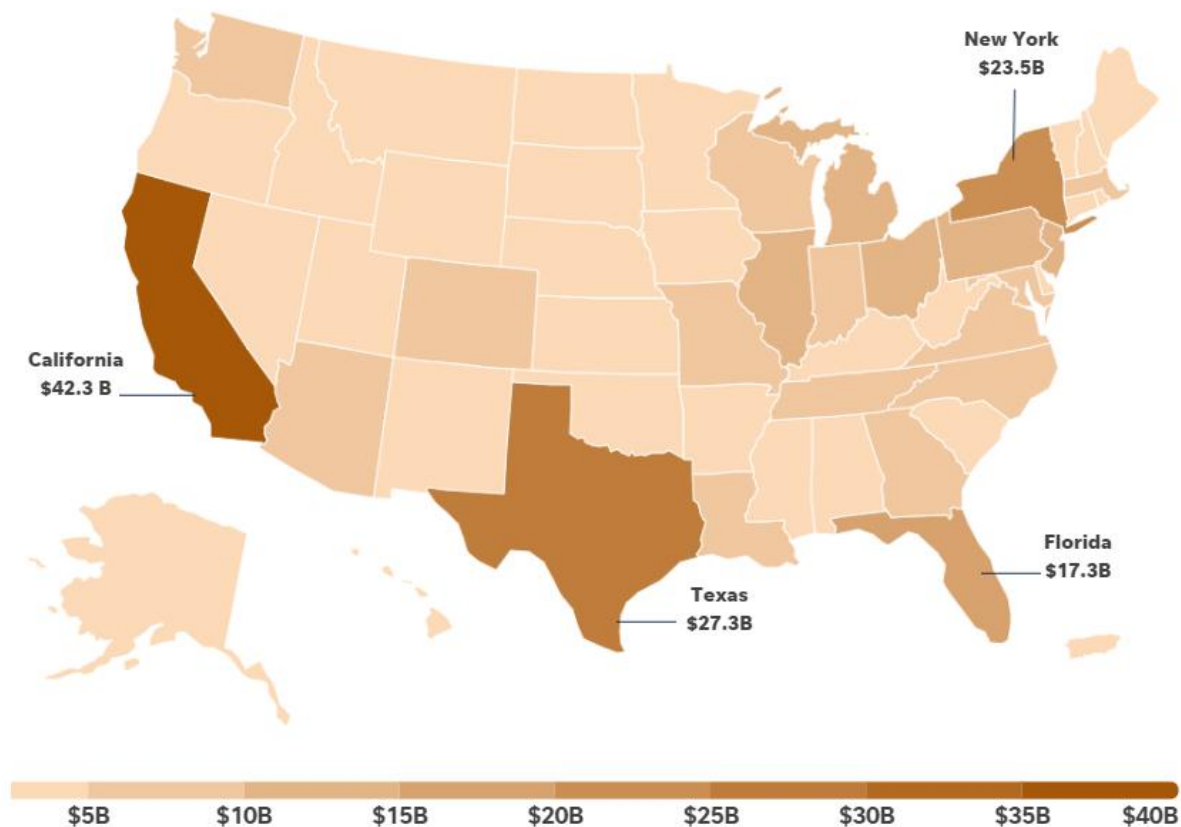 New York
$23.5B
California
$42.3 B
Florida
$17.3B
Texas
$27.3B
$5B
$10B
$15B
$20B
$25B
$30B
$35B
$40B